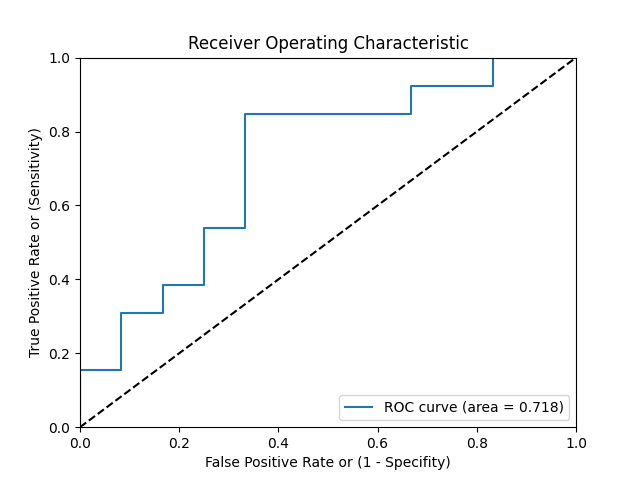 Receiver Operating Characteristic
1.0
0.8
0.6
0.4
0.2
0.0
True Positive Rate or (Sensitivity)
ROC curve (area = 0.718)
0.0 0.2 0.4 0.6 0.8 1.0
False Positive Rate or (1 - Specifity)